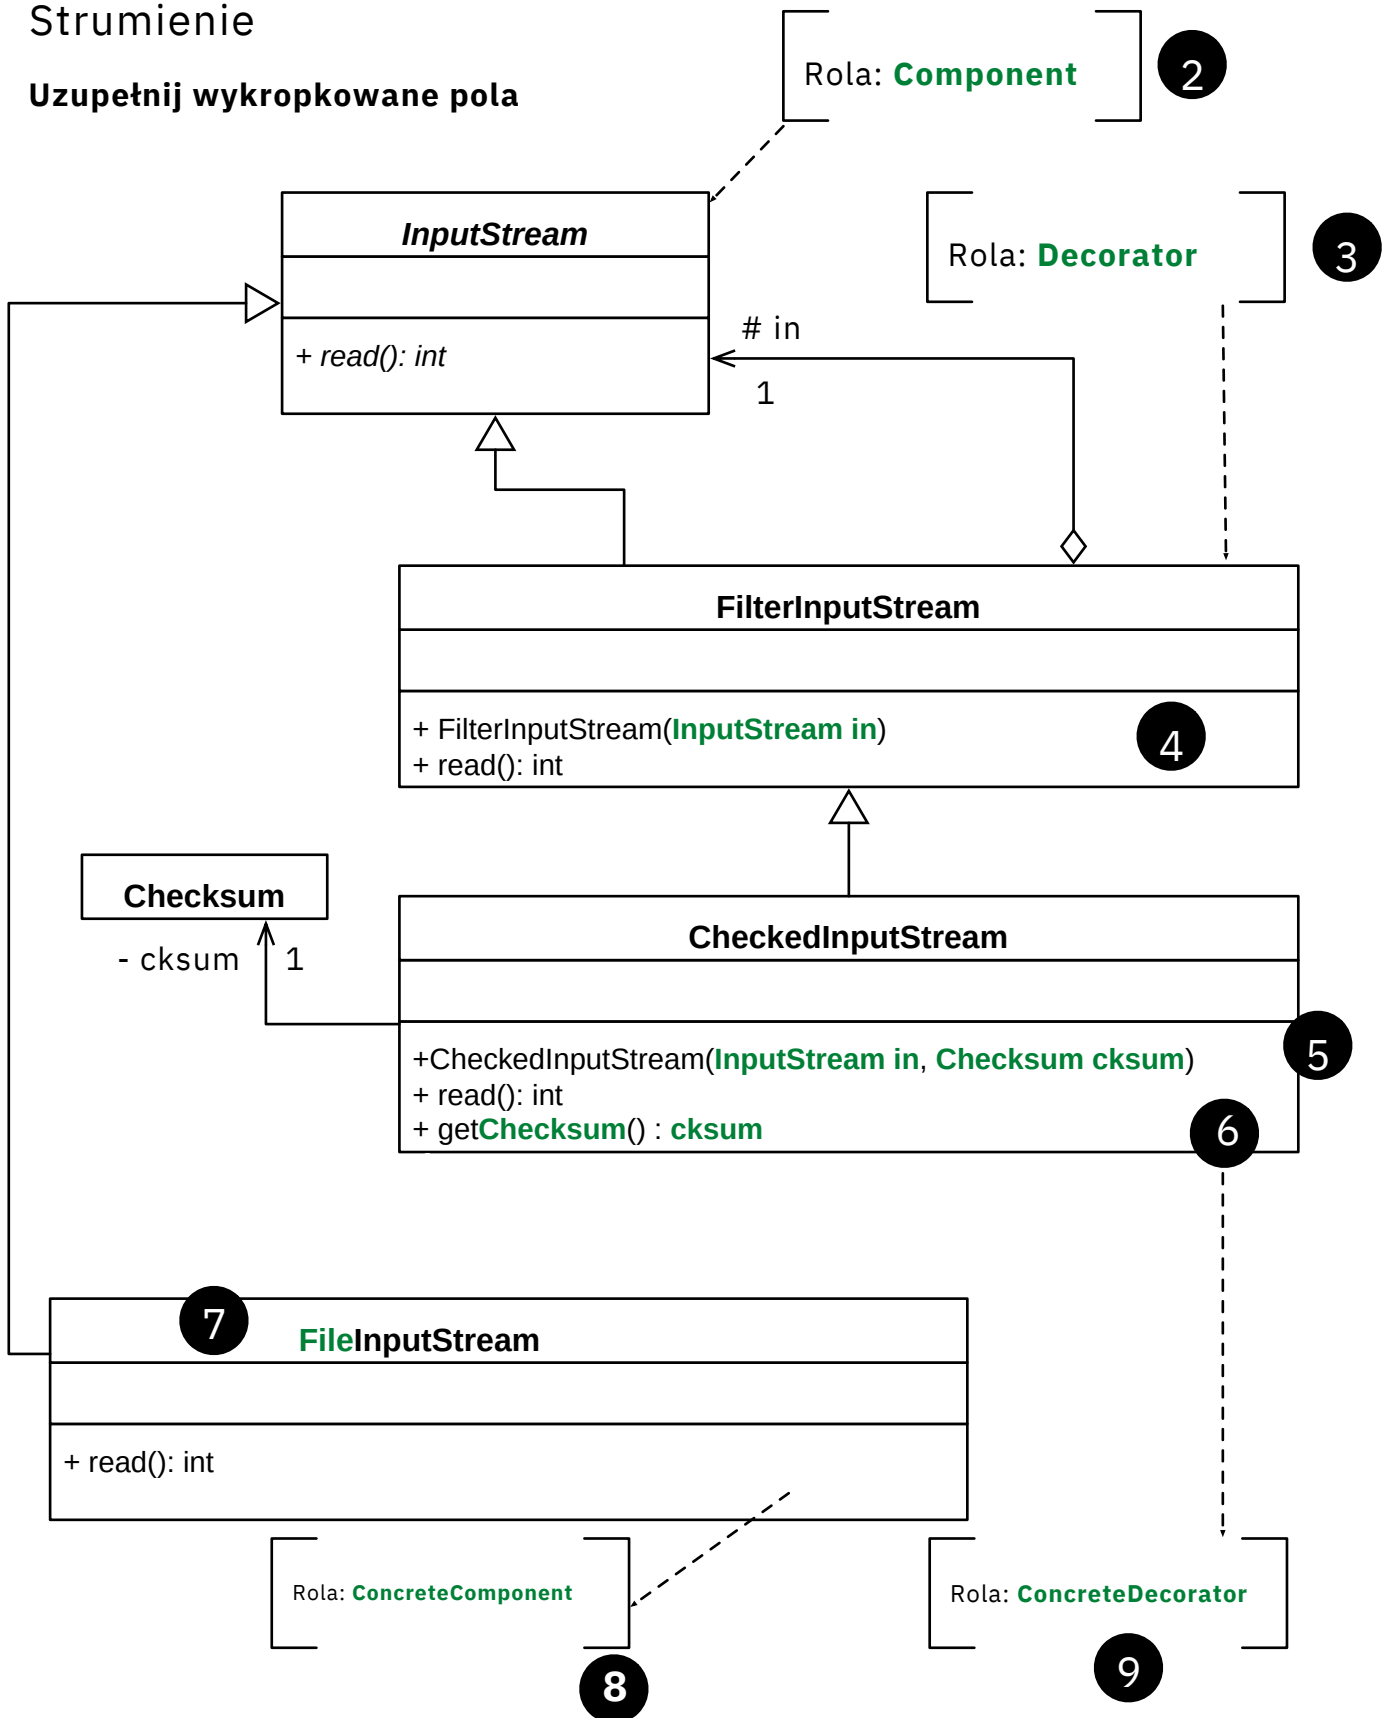 Strumienie
Rola: Component
2
Uzupełnij wykropkowane pola
InputStream
Rola: Decorator
3
# in
+ read(): int
1
FilterInputStream
+ FilterInputStream(InputStream in)
4
+ read(): int
Checksum
CheckedInputStream
- cksum
1
+CheckedInputStream(InputStream in, Checksum cksum)
5
+ read(): int
+ getChecksum() : cksum
6
7
FileInputStream
+ read(): int
Rola: ConcreteComponent
Rola: ConcreteDecorator
8
9